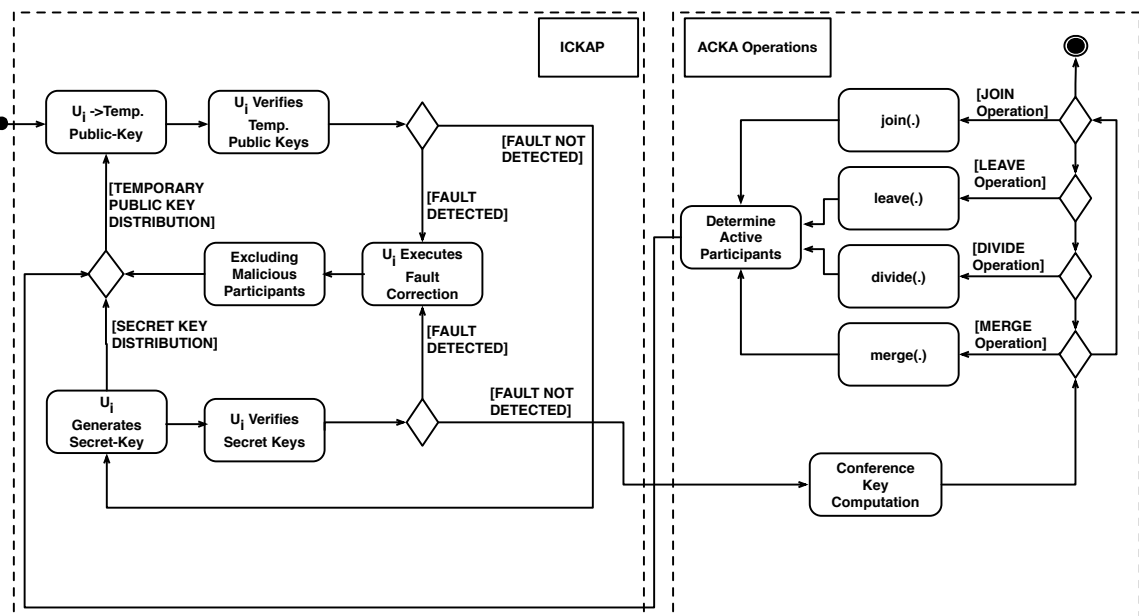 ICKAP
ACKA Operations
Ui ->Temp.
Public-Key
Ui Verifies
Temp.
Public Keys
[FAULT NOT
DETECTED]
[JOIN
Operation]
join(.)
[TEMPORARY
PUBLIC KEY
DISTRIBUTION]
[FAULT
DETECTED]
[LEAVE
Operation]
leave(.)
Determine
Active
Participants
Excluding
Malicious
Participants
Ui Executes
Fault
Correction
[DIVIDE
Operation]
divide(.)
[SECRET KEY
DISTRIBUTION]
[FAULT
DETECTED]
[MERGE
Operation]
merge(.)
Ui
Generates
Secret-Key
Ui Verifies
Secret Keys
[FAULT NOT
DETECTED]
Conference
Key
Computation